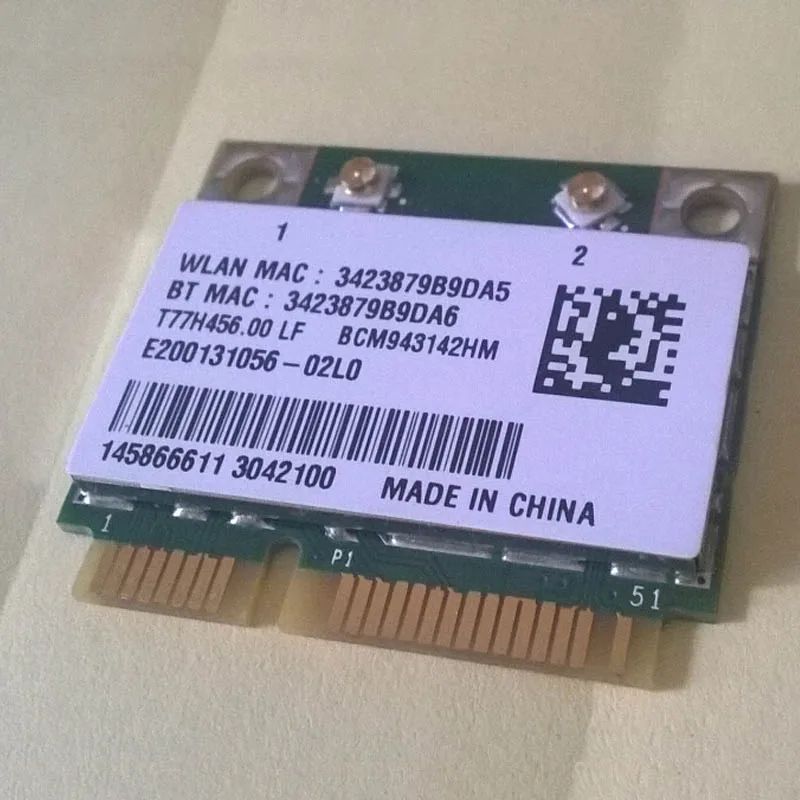 1
2
WLAN MAC : 3423879B9DA5
BT MAC : 3423879B9DA6
T77H456.00 LF BCM943142HM
E200131056-02L0
145866611 3042100 MADE IN CHINA
1 P1 51